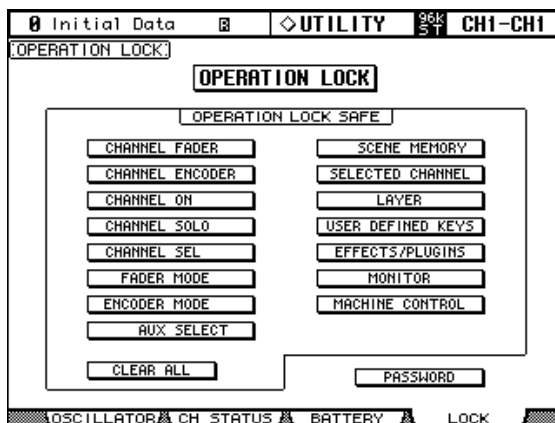 0 Initial Data R ◇UTILITY 96k ST CH1-CH1
OPERATION LOCK
OPERATION LOCK
OPERATION LOCK SAFE
CHANNEL FADER SCENE MEMORY
CHANNEL ENCODER SELECTED CHANNEL
CHANNEL ON LAYER
CHANNEL SOLO USER DEFINED KEYS
CHANNEL SEL EFFECTS/PLUGINS
FADER MODE MONITOR
ENCODER MODE MACHINE CONTROL
AUX SELECT
CLEAR ALL PASSWORD
OSCILLATOR CH STATUS BATTERY LOCK